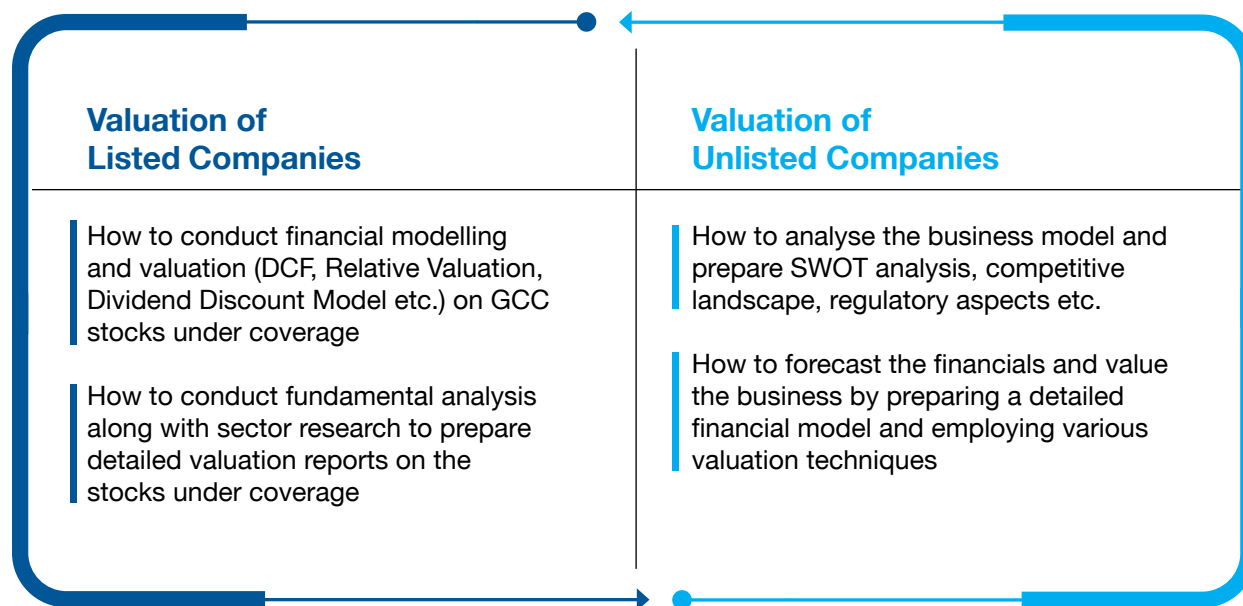 Valuation of
Listed Companies
How to conduct financial modelling
and valuation (DCF, Relative Valuation,
Dividend Discount Model etc.) on GCC
stocks under coverage
How to conduct fundamental analysis
along with sector research to prepare
detailed valuation reports on the
stocks under coverage
Valuation of
Unlisted Companies
How to analyse the business model and
prepare SWOT analysis, competitive
landscape, regulatory aspects etc.
How to forecast the financials and value
the business by preparing a detailed
financial model and employing various
valuation techniques